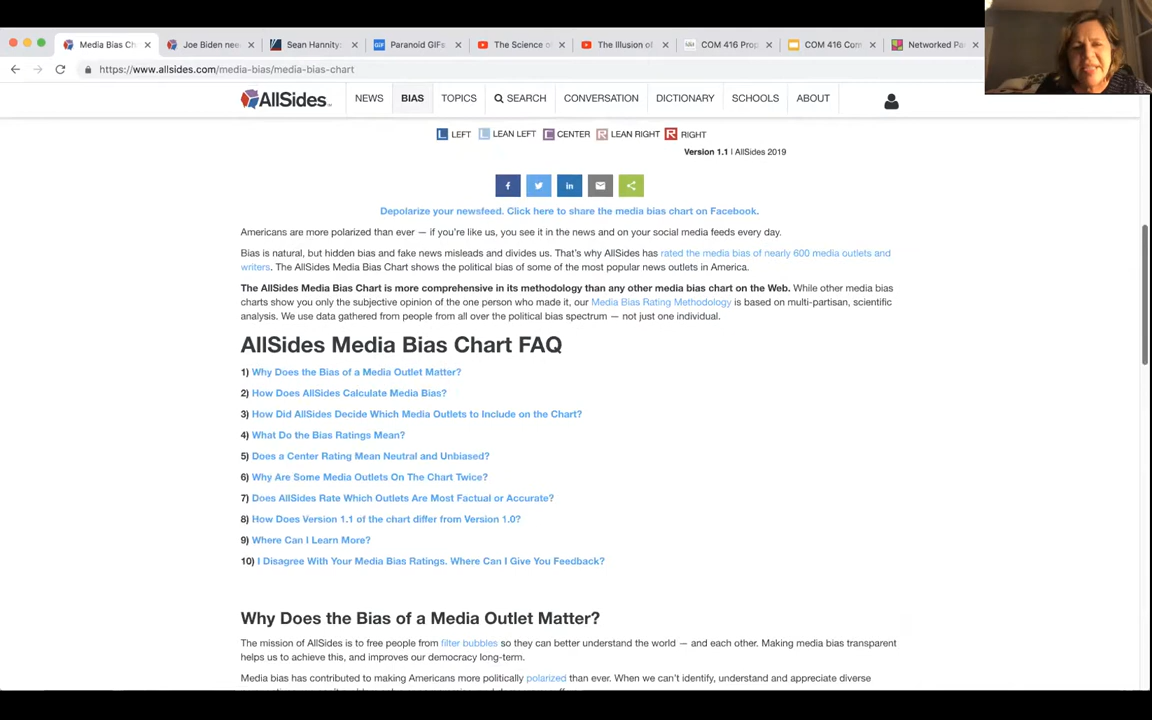 Media Bias Ch
Joe Biden nee
Sean Hannity:
GIF
Paranoid GIFs
The Science o
The Illusion of
COM 416 Prop
COM 416 Com
Networked Pa
https://www.allsides.com/media-bias/media-bias-chart
AllSides
NEWS
BIAS
TOPICS
SEARCH
CONVERSATION
DICTIONARY
SCHOOLS
ABOUT
L LEFT L LEAN LEFT C CENTER R LEAN RIGHT R RIGHT
Version 1.1 | AllSides 2019
Depolarize your newsfeed. Click here to share the media bias chart on Facebook.
Americans are more polarized than ever — if you're like us, you see it in the news and on your social media feeds every day.
Bias is natural, but hidden bias and fake news misleads and divides us. That's why AllSides has rated the media bias of nearly 600 media outlets and
writers. The AllSides Media Bias Chart shows the political bias of some of the most popular news outlets in America.
The AllSides Media Bias Chart is more comprehensive in its methodology than any other media bias chart on the Web. While other media bias
charts show you only the subjective opinion of the one person who made it, our Media Bias Rating Methodology is based on multi-partisan, scientific
analysis. We use data gathered from people from all over the political bias spectrum — not just one individual.
AllSides Media Bias Chart FAQ
1) Why Does the Bias of a Media Outlet Matter?
2) How Does AllSides Calculate Media Bias?
3) How Did AllSides Decide Which Media Outlets to Include on the Chart?
4) What Do the Bias Ratings Mean?
5) Does a Center Rating Mean Neutral and Unbiased?
6) Why Are Some Media Outlets On The Chart Twice?
7) Does AllSides Rate Which Outlets Are Most Factual or Accurate?
8) How Does Version 1.1 of the chart differ from Version 1.0?
9) Where Can I Learn More?
10) I Disagree With Your Media Bias Ratings. Where Can I Give You Feedback?
Why Does the Bias of a Media Outlet Matter?
The mission of AllSides is to free people from filter bubbles so they can better understand the world — and each other. Making media bias transparent
helps us to achieve this, and improves our democracy long-term.
Media bias has contributed to making Americans more politically polarized than ever. When we can't identify, understand and appreciate diverse